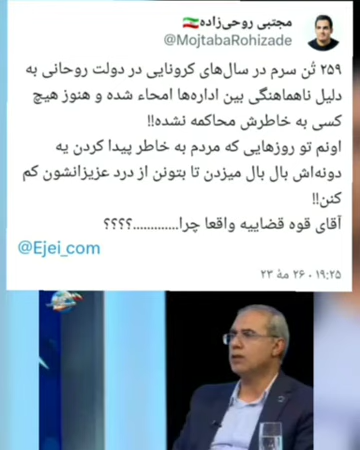 مجتبی روحی‌زاده🇮🇷
@MojtabaRohizade
۲۵۹ تُن سرم در سال‌های کرونایی در دولت روحانی به
دلیل ناهماهنگی بین اداره‌ها امحاء شده و هنوز هیچ
کسی به خاطرش محاکمه نشده!!
اونم تو روزهایی که مردم به خاطر پیدا کردن یه
دونه‌اش بال بال میزدن تا بتونن از درد عزیزانشون کم
کنن!!
آقای قوه قضاییه واقعا چرا.............؟؟؟؟
@Ejei_com
۱۹:۲۵ · ۲۶ مهٔ ۲۳